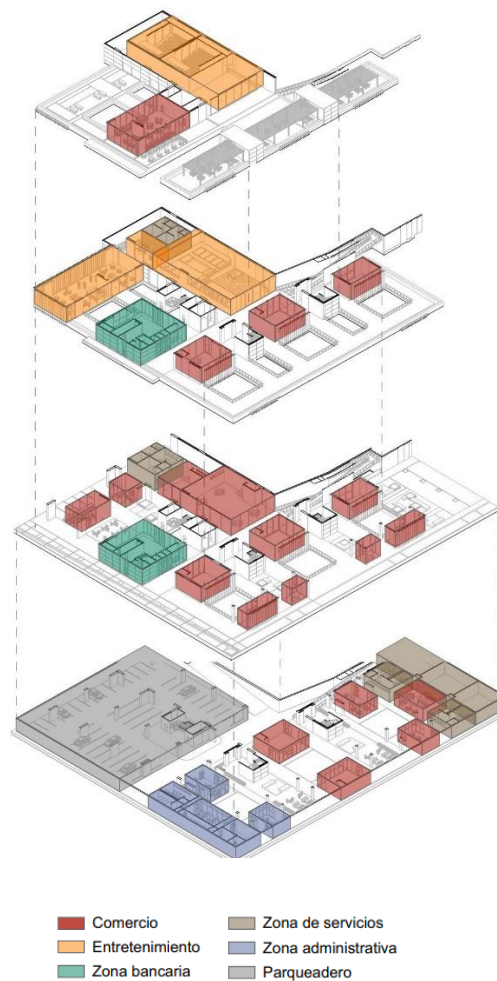 Comercio
Entretenimiento
Zona bancaria
Zona de servicios
Zona administrativa
Parqueadero